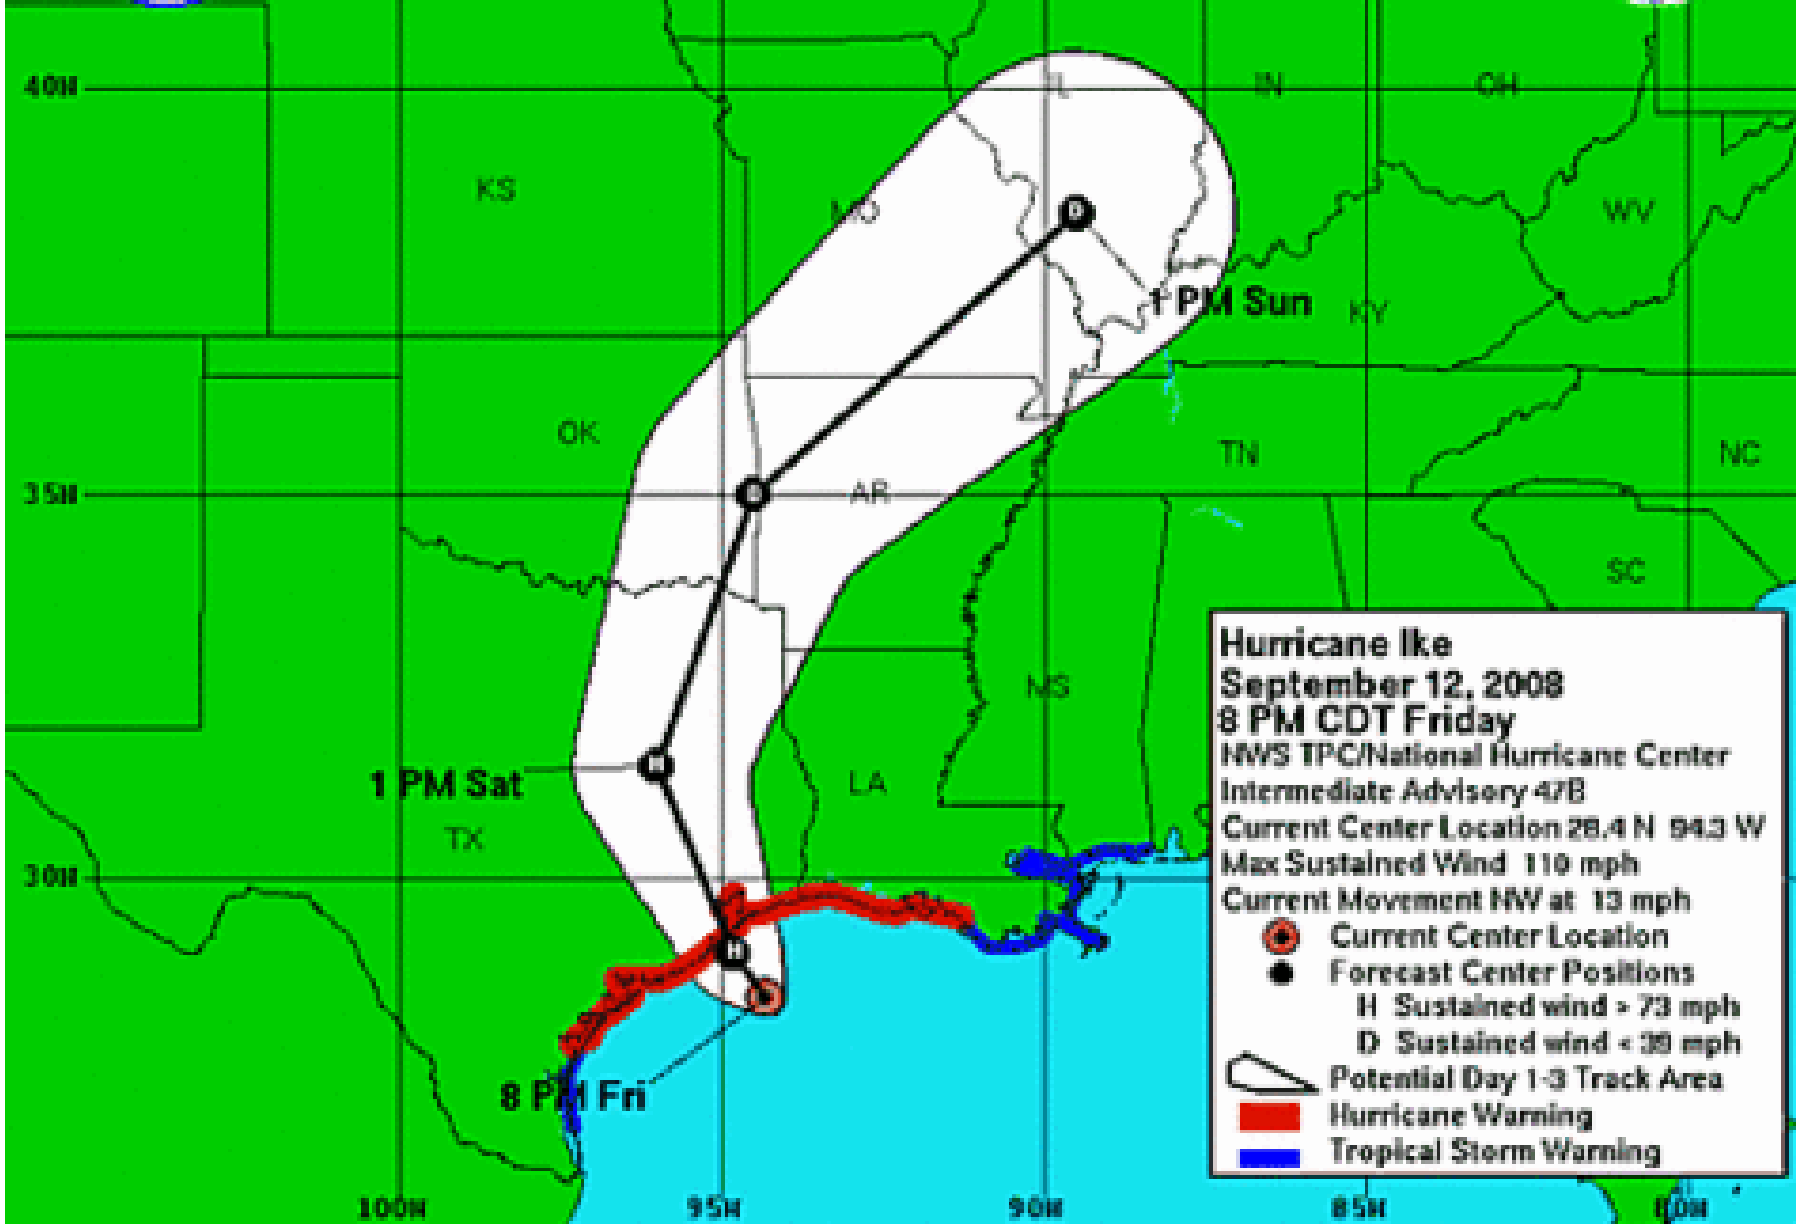 40N
IL
IN
OH
KS
MO
WV
1 PM Sun
KY
OK
TN
NC
35N
AR
SC
MS
1 PM Sat
LA
TX
30N
8 PM Fri
100W
95W
90W
85W
80W
Hurricane Ike
September 12, 2008
8 PM CDT Friday
NWS TPC/National Hurricane Center
Intermediate Advisory 47B
Current Center Location 28.4 N 94.3 W
Max Sustained Wind 110 mph
Current Movement NW at 13 mph
Current Center Location
Forecast Center Positions
H Sustained wind > 73 mph
D Sustained wind < 39 mph
Potential Day 1-3 Track Area
Hurricane Warning
Tropical Storm Warning